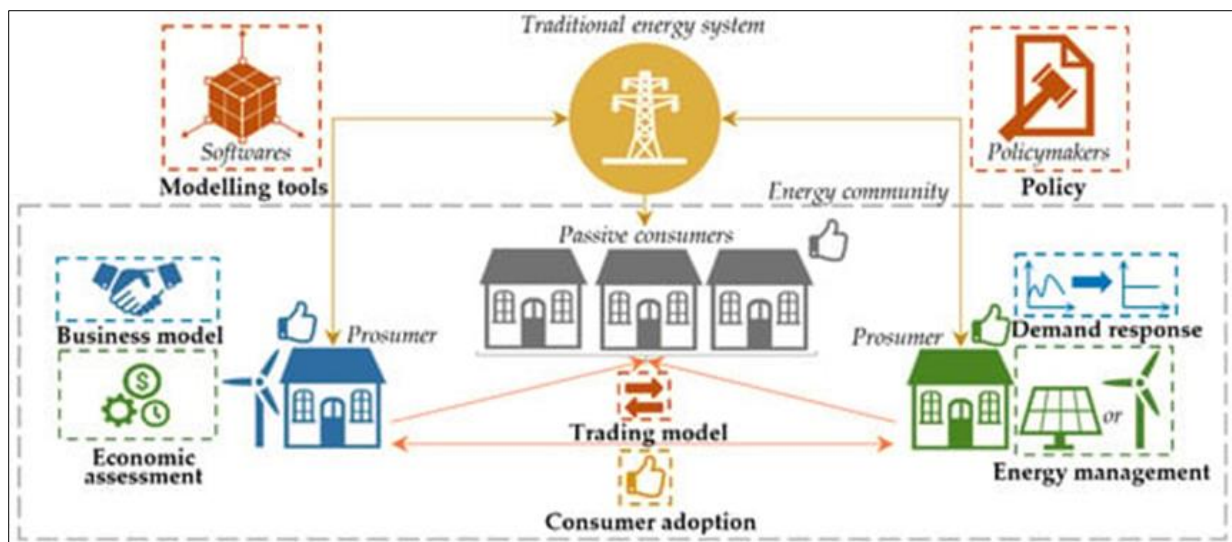 Traditional energy system
Softwares
Modelling tools
Policymakers
Policy
Energy community
Passive consumers
Business model
Prosumer
Prosumer
Demand response
$
Trading model
or
Economic
assessment
Energy management
Consumer adoption